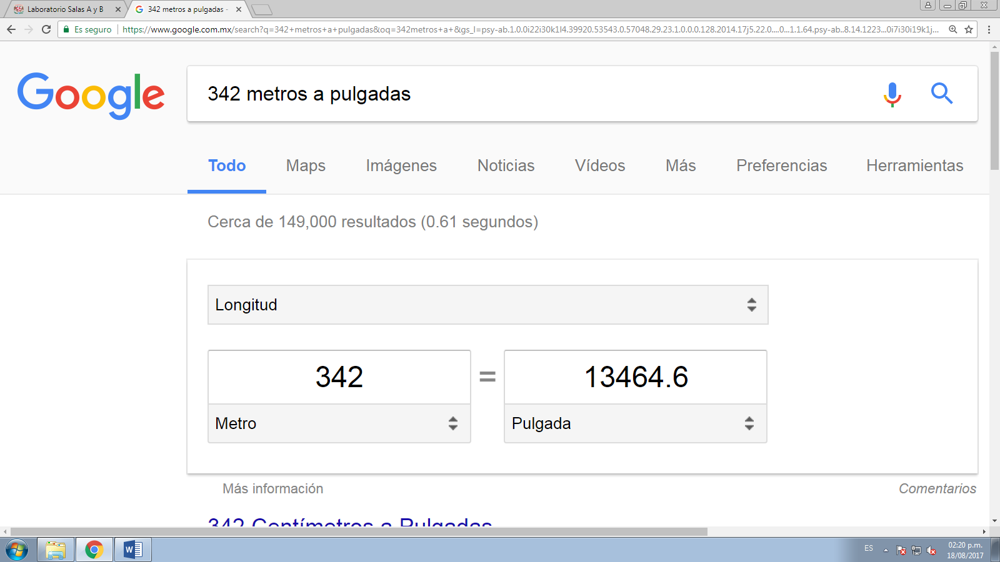 Laboratorio Salas A y B
342 metros a pulgadas -
Es seguro
https://www.google.com.mx/search?q=342+metros+a+pulgadas&oq=342metros+a+&gs_l=psy-ab.1.0.0i22i30k1l4.39920.53543.0.57048.29.23.1.0.0.0.128.2014.17j5.22.0....0...1.1.64.psy-ab..8.14.1223...0i7i30i19k1j...
Google
342 metros a pulgadas
Todo Maps Imágenes Noticias Vídeos Más Preferencias Herramientas
Cerca de 149,000 resultados (0.61 segundos)
Longitud
342 = 13464.6
Metro Pulgada
Más información Comentarios
342 Centímetros a Pulgadas
ES
02:20 p.m.
18/08/2017